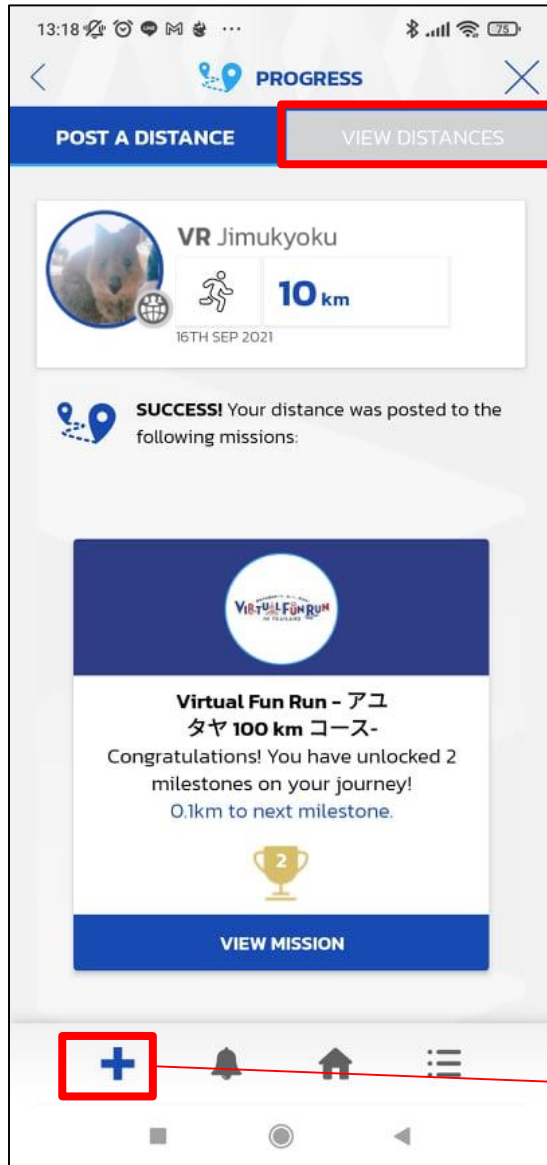 13:18
75
PROGRESS
POST A DISTANCE
VIEW DISTANCES
VR Jimukyoku
10 km
16TH SEP 2021
SUCCESS! Your distance was posted to the
following missions:
VIRTUAL FUN RUN
IN THAILAND
Virtual Fun Run - アユ
タヤ 100 km コース-
Congratulations! You have unlocked 2
milestones on your journey!
0.1km to next milestone.
2
VIEW MISSION